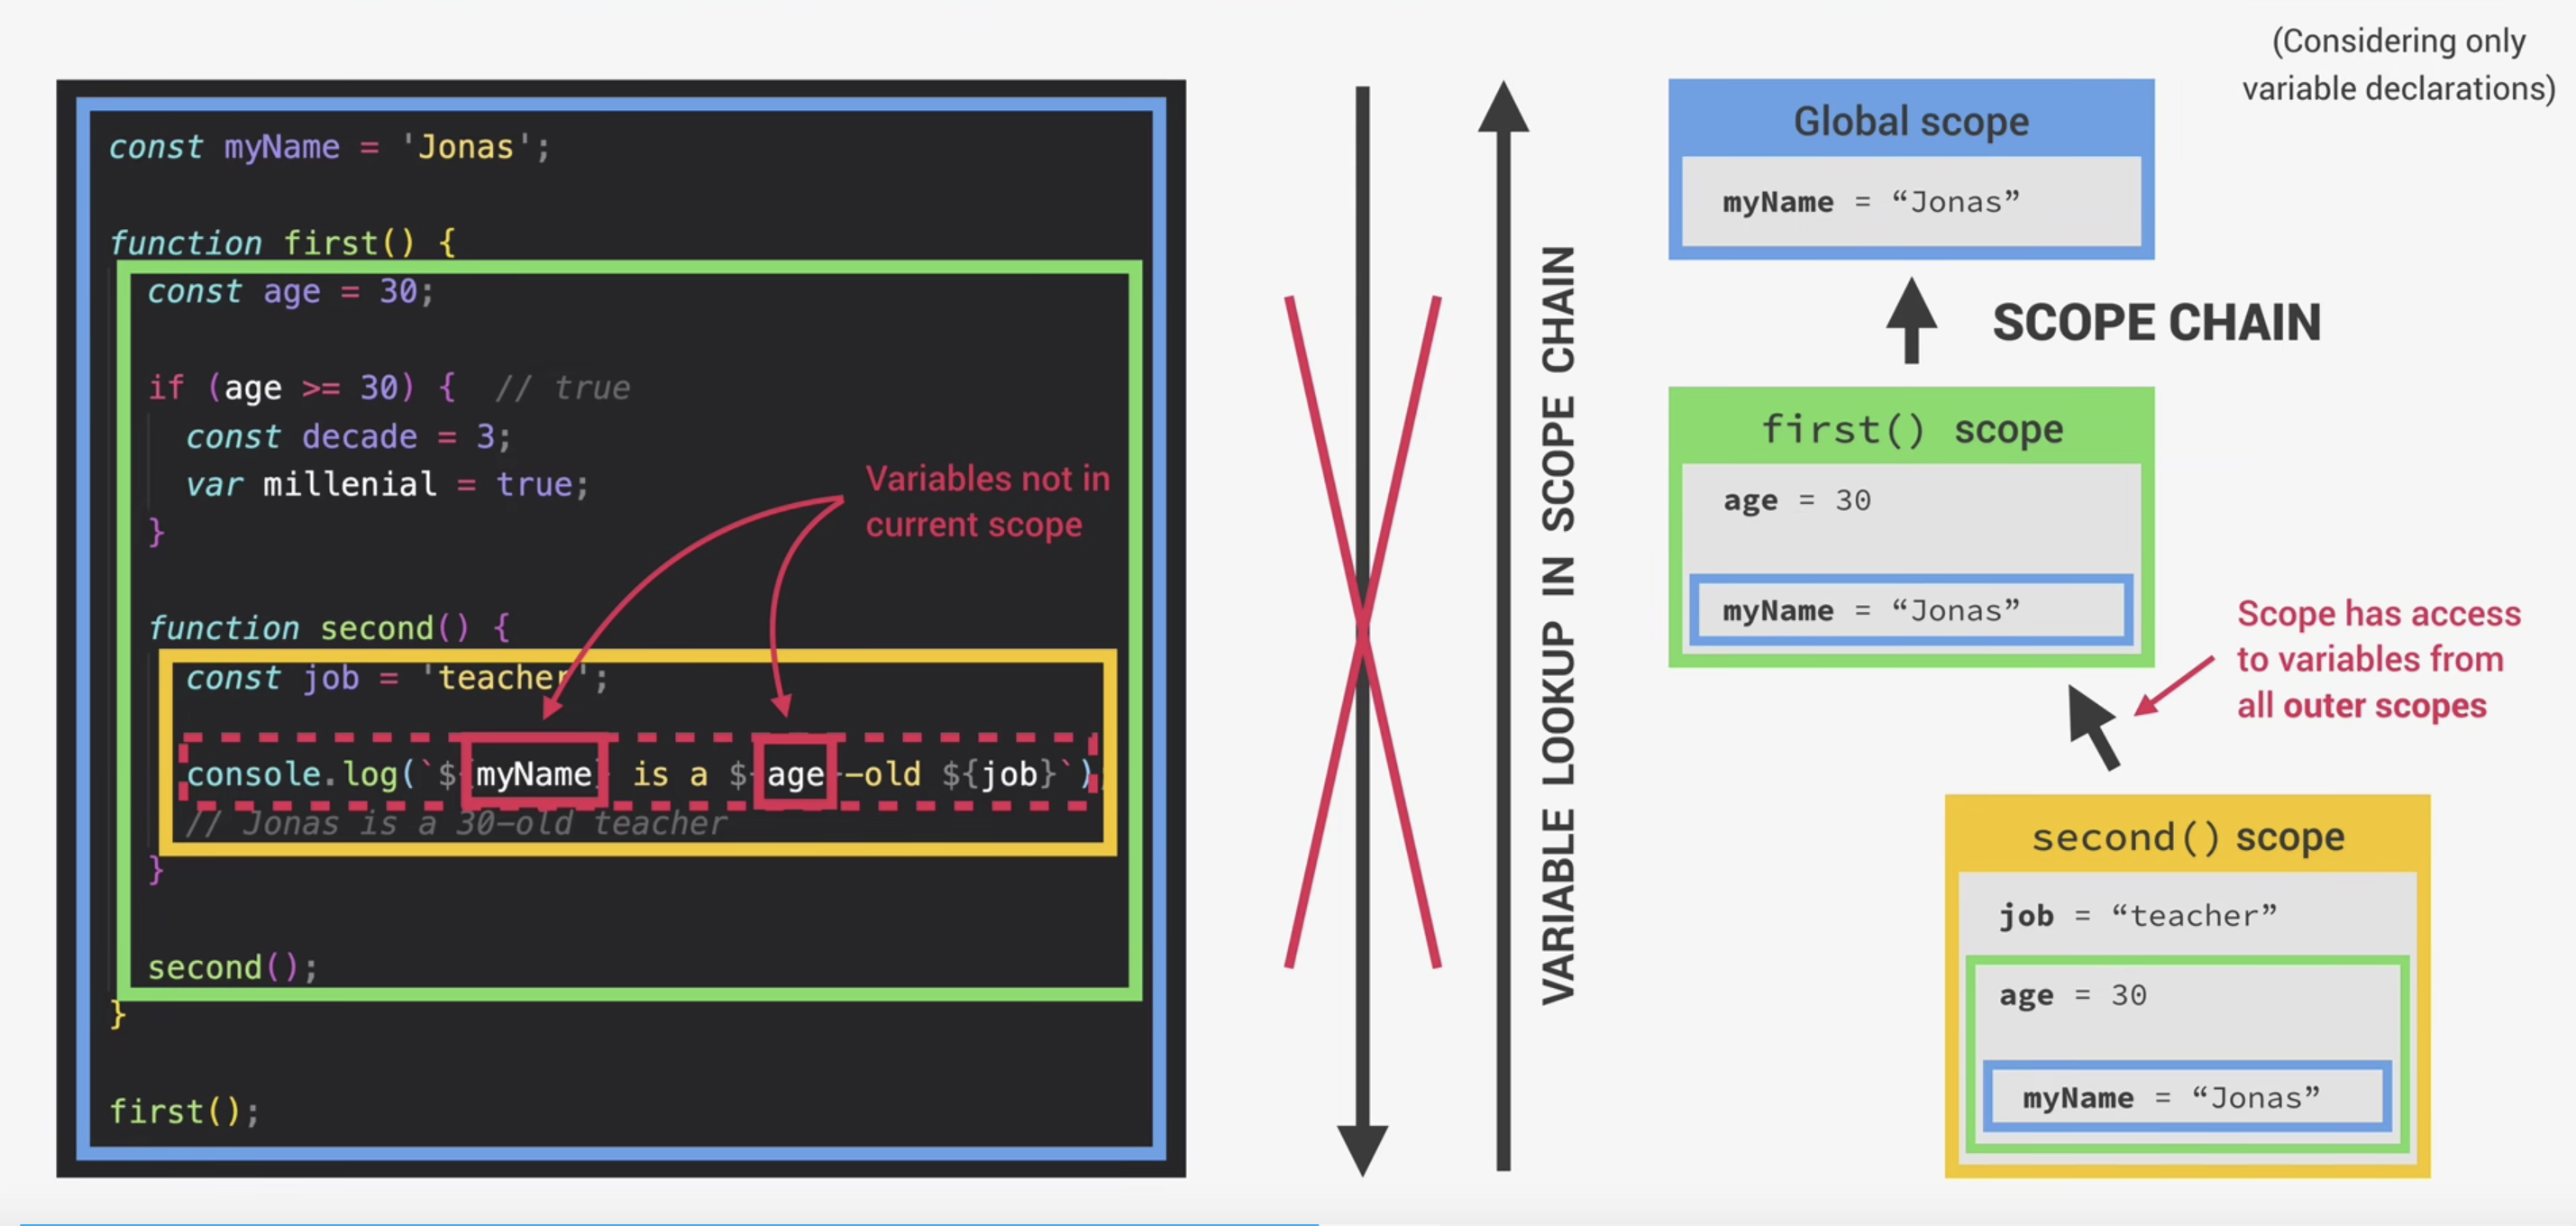 (Considering only
variable declarations)
const myName = 'Jonas';
function first() {
const age = 30;
if (age >= 30) { // true
const decade = 3;
var millenial = true;
}
Variables not in
current scope
function second() {
const job = 'teacher';
console.log(`${myName} is a ${age}-old ${job}`)
// Jonas is a 30-old teacher
}
second();
}
first();
VARIABLE LOOKUP IN SCOPE CHAIN
Global scope
myName = “Jonas”
SCOPE CHAIN
first() scope
age = 30
myName = “Jonas”
Scope has access
to variables from
all outer scopes
second() scope
job = “teacher”
age = 30
myName = “Jonas”